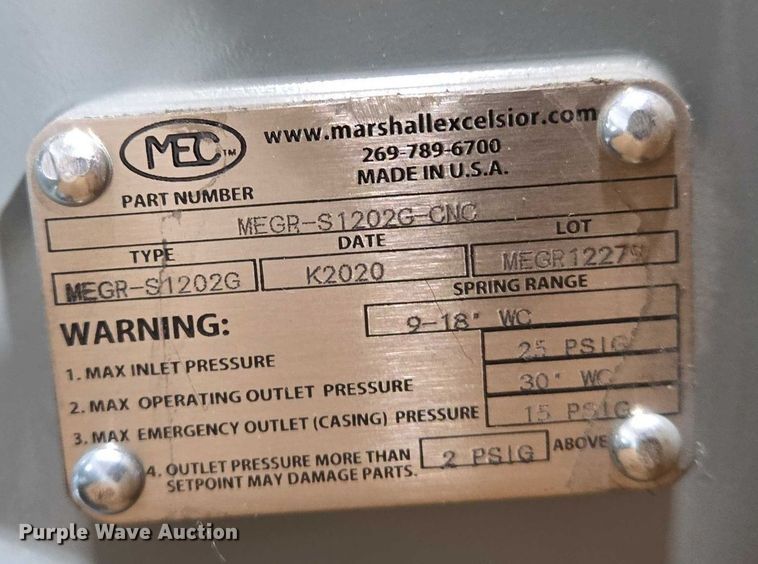 MEC™
www.marshallexcelsior.com
269-789-6700
MADE IN U.S.A.
PART NUMBER
MEGR-S1202G-CNC
TYPE DATE LOT
MEGR-S1202G K2020 MEGR12279
SPRING RANGE
9-18" WC
WARNING:
1. MAX INLET PRESSURE 25 PSIG
2. MAX OPERATING OUTLET PRESSURE 30" WC
3. MAX EMERGENCY OUTLET (CASING) PRESSURE 15 PSIG
4. OUTLET PRESSURE MORE THAN 2 PSIG ABOVE
SETPOINT MAY DAMAGE PARTS.
Purple Wave Auction